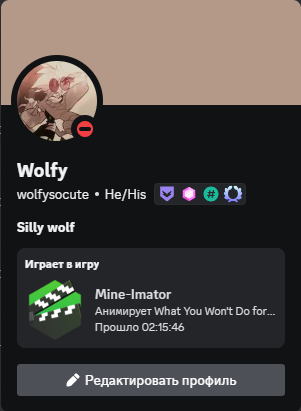 Wolfy
wolfysocute • He/His
Silly wolf
Играет в игру
Mine-Imator
Анимирует What You Won't Do for...
Прошло 02:15:46
Редактировать профиль